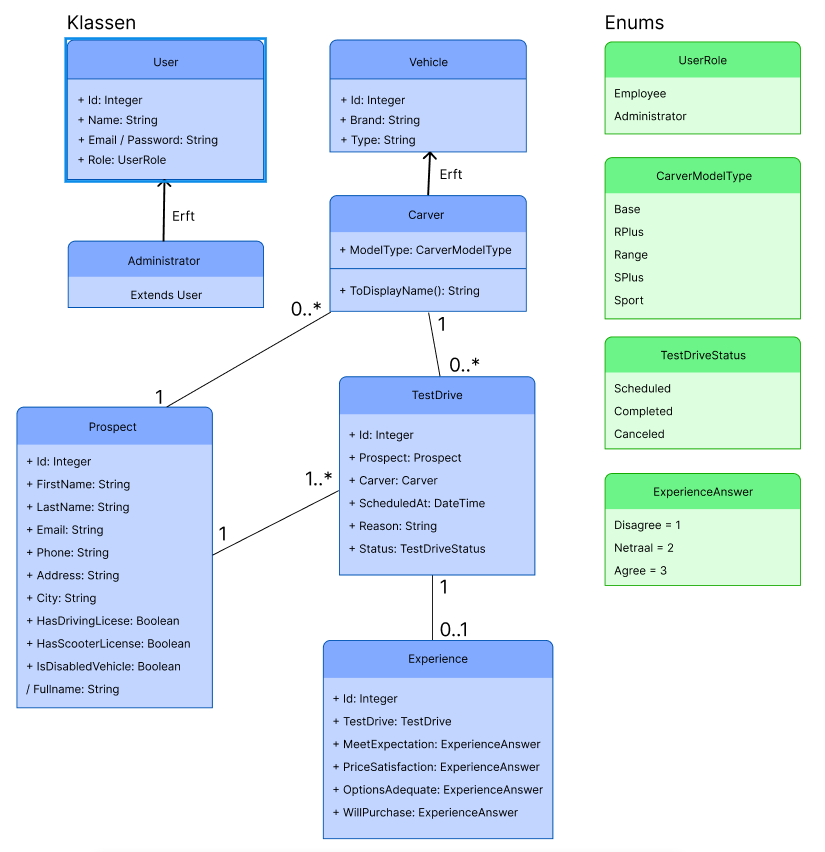 Klassen
User
+ Id: Integer
+ Name: String
+ Email / Password: String
+ Role: UserRole
Erft
Administrator
Extends User
Vehicle
+ Id: Integer
+ Brand: String
+ Type: String
Erft
Carver
+ ModelType: CarverModelType
+ ToDisplayName(): String
0..*
1
1
0..*
Prospect
+ Id: Integer
+ FirstName: String
+ LastName: String
+ Email: String
+ Phone: String
+ Address: String
+ City: String
+ HasDrivingLicese: Boolean
+ HasScooterLicense: Boolean
+ IsDisabledVehicle: Boolean
/ Fullname: String
1..*
1
TestDrive
+ Id: Integer
+ Prospect: Prospect
+ Carver: Carver
+ ScheduledAt: DateTime
+ Reason: String
+ Status: TestDriveStatus
1
0..1
Experience
+ Id: Integer
+ TestDrive: TestDrive
+ MeetExpectation: ExperienceAnswer
+ PriceSatisfaction: ExperienceAnswer
+ OptionsAdequate: ExperienceAnswer
+ WillPurchase: ExperienceAnswer
Enums
UserRole
Employee
Administrator
CarverModelType
Base
RPlus
Range
SPlus
Sport
TestDriveStatus
Scheduled
Completed
Canceled
ExperienceAnswer
Disagree = 1
Netraal = 2
Agree = 3